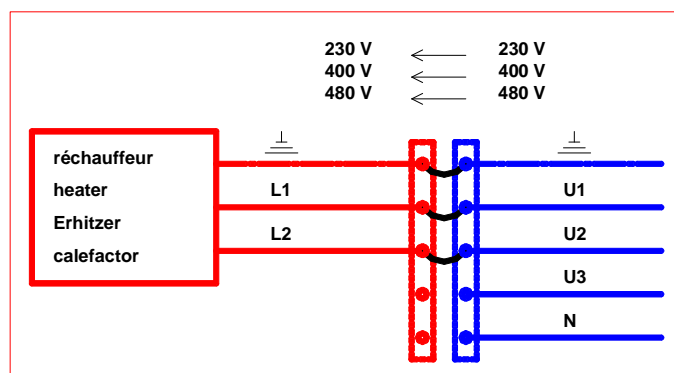 230 V 230 V
400 V 400 V
480 V 480 V
réchauffeur
heater
Erhitzer
calefactor
L1
L2
U1
U2
U3
N